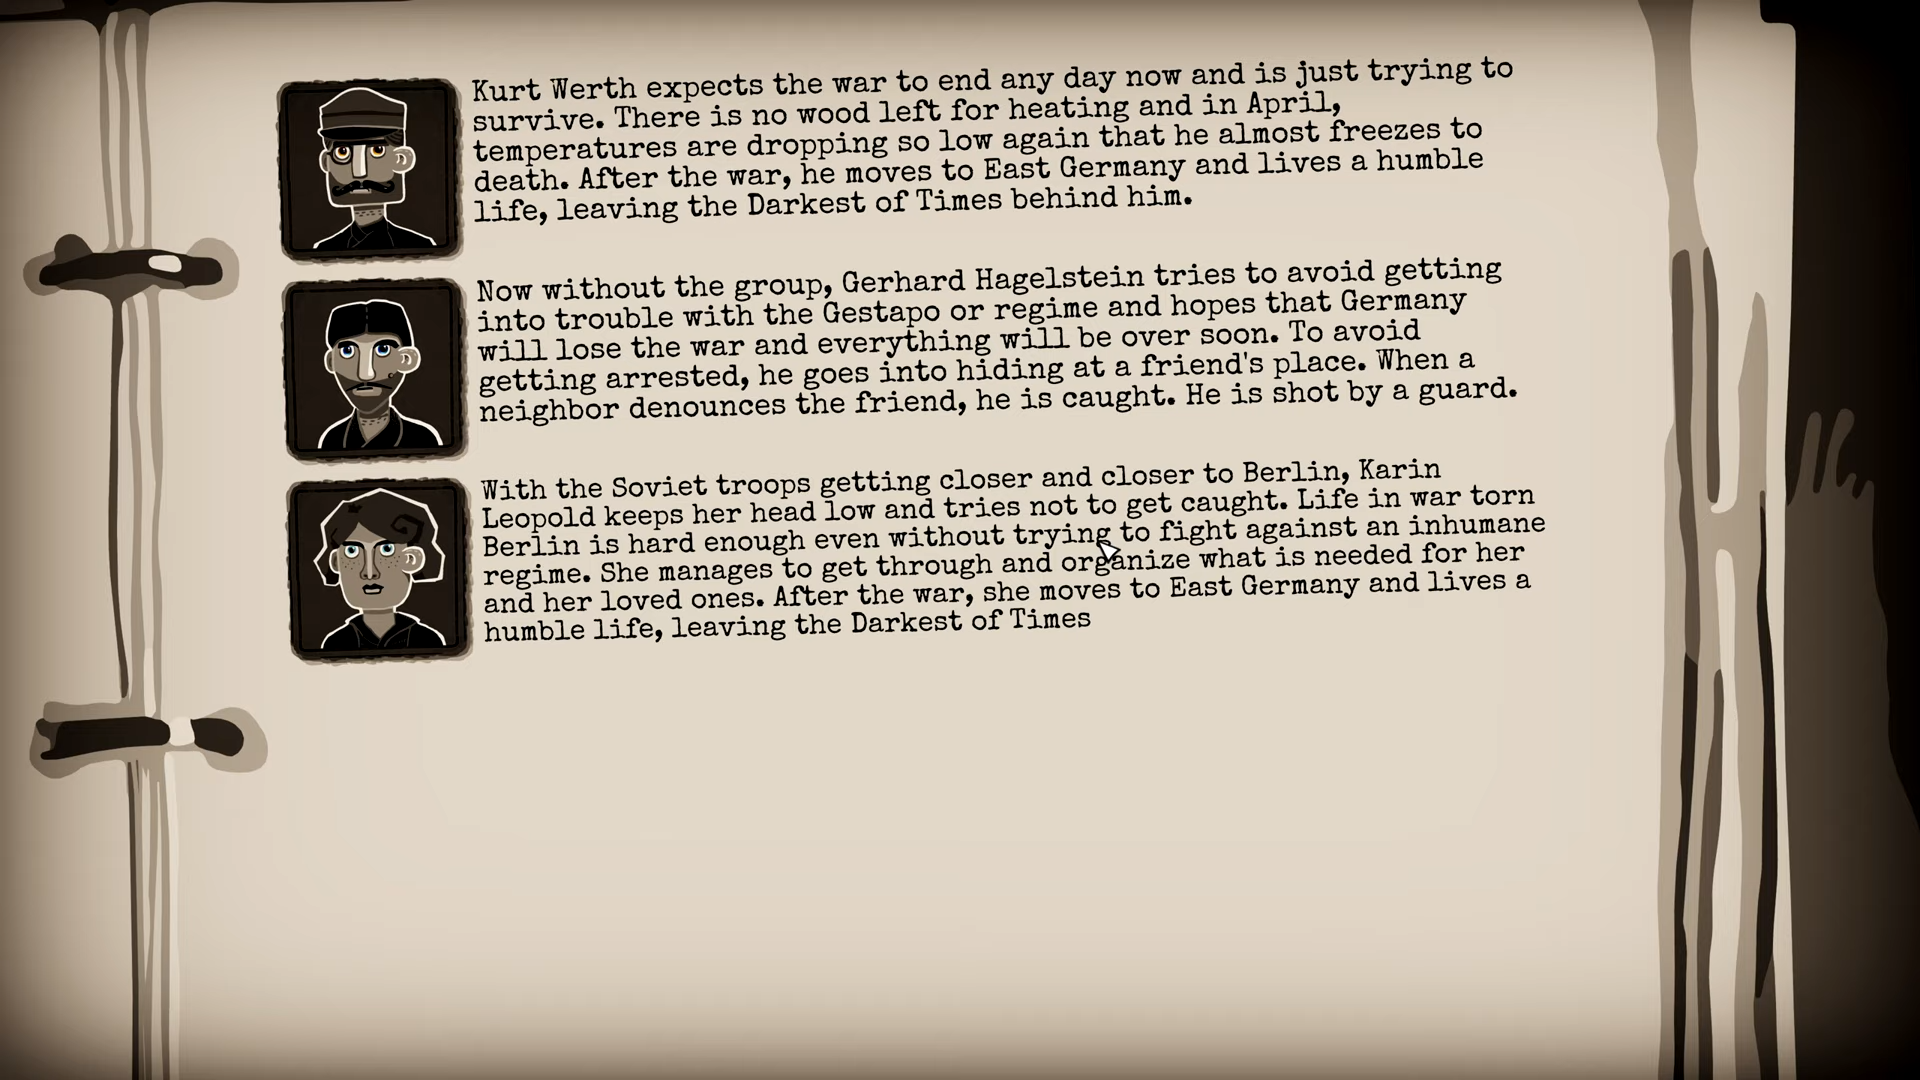 Kurt Werth expects the war to end any day now and is just trying to
survive. There is no wood left for heating and in April,
temperatures are dropping so low again that he almost freezes to
death. After the war, he moves to East Germany and lives a humble
life, leaving the Darkest of Times behind him.
Now without the group, Gerhard Hagelstein tries to avoid getting
into trouble with the Gestapo or regime and hopes that Germany
will lose the war and everything will be over soon. To avoid
getting arrested, he goes into hiding at a friend's place. When a
neighbor denounces the friend, he is caught. He is shot by a guard.
With the Soviet troops getting closer and closer to Berlin, Karin
Leopold keeps her head low and tries not to get caught. Life in war torn
Berlin is hard enough even without trying to fight against an inhumane
regime. She manages to get through and organize what is needed for her
and her loved ones. After the war, she moves to East Germany and lives a
humble life, leaving the Darkest of Times